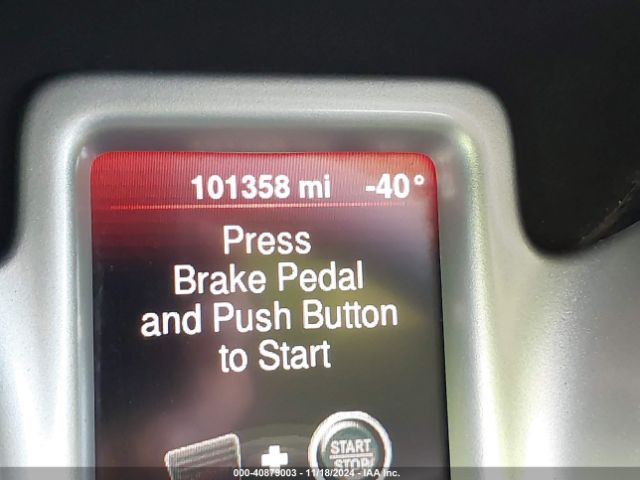 101358 mi -40°
Press
Brake Pedal
and Push Button
to Start
START
STOP
000-40879003 - 11/18/2024 - IAA Inc.